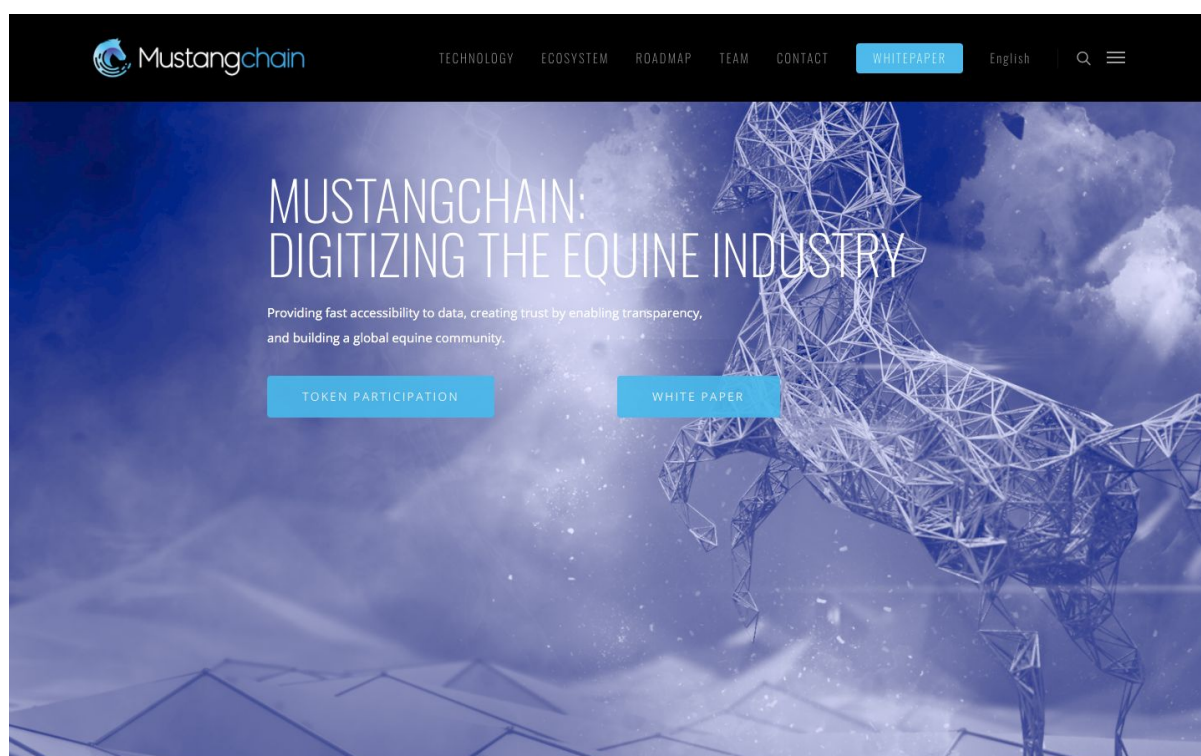 Mustangchain
TECHNOLOGY ECOSYSTEM ROADMAP TEAM CONTACT WHITEPAPER English
MUSTANGCHAIN:
DIGITIZING THE EQUINE INDUSTRY
Providing fast accessibility to data, creating trust by enabling transparency,
and building a global equine community.
TOKEN PARTICIPATION
WHITE PAPER